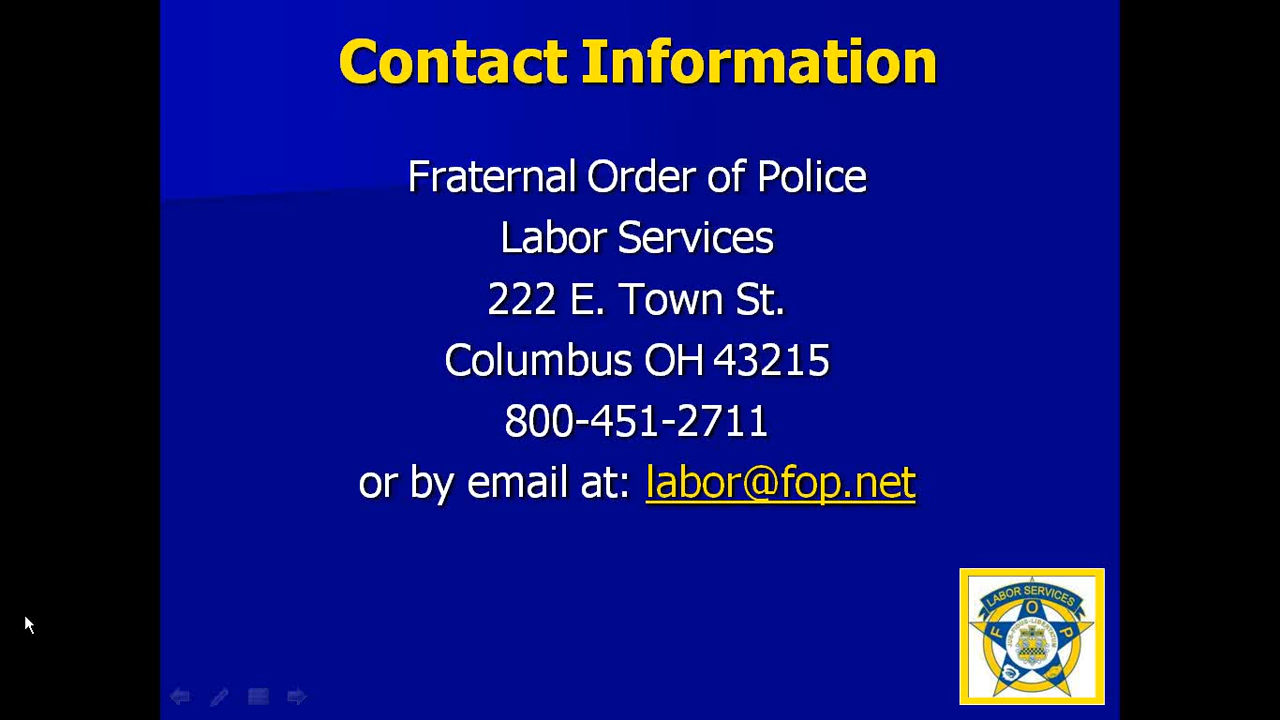 Contact Information
Fraternal Order of Police
Labor Services
222 E. Town St.
Columbus OH 43215
800-451-2711
or by email at: labor@fop.net
LABOR SERVICES
F O P